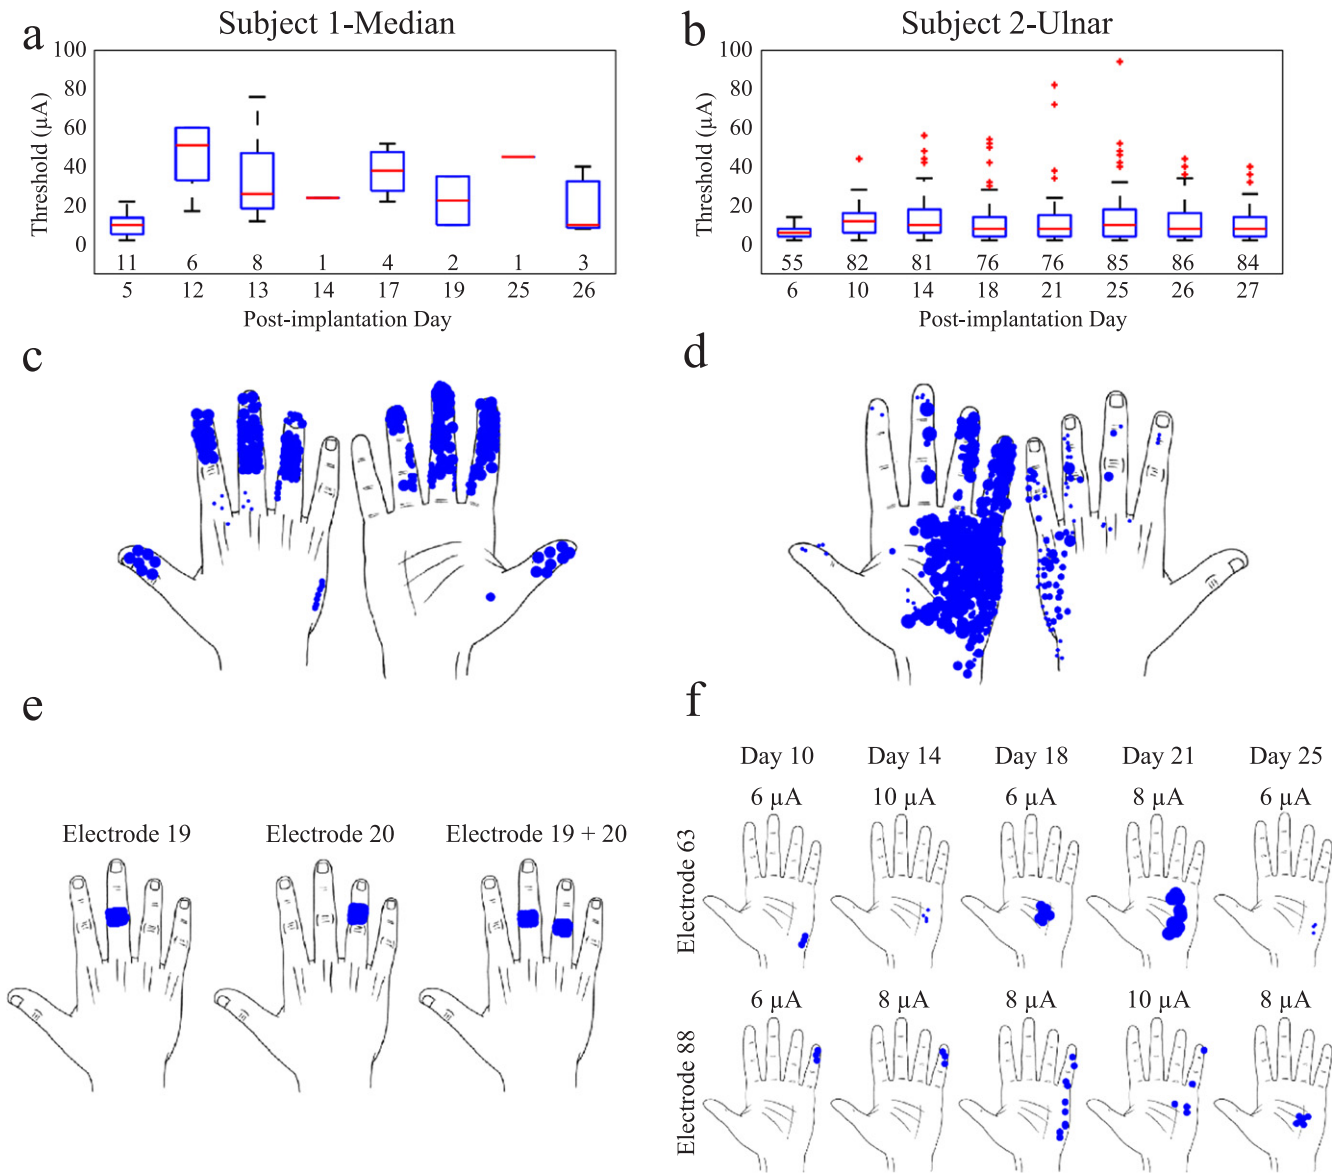 a Subject 1-Median
Threshold (µA)
100
80
60
40
20
0
11 6 8 1 4 2 1 3
5 12 13 14 17 19 25 26
Post-implantation Day
b Subject 2-Ulnar
Threshold (µA)
100
80
60
40
20
0
55 82 81 76 76 85 86 84
6 10 14 18 21 25 26 27
Post-implantation Day
c
d
e
Electrode 19 Electrode 20 Electrode 19 + 20
f
Day 10 Day 14 Day 18 Day 21 Day 25
Electrode 63
6 µA 10 µA 6 µA 8 µA 6 µA
Electrode 88
6 µA 8 µA 8 µA 10 µA 8 µA